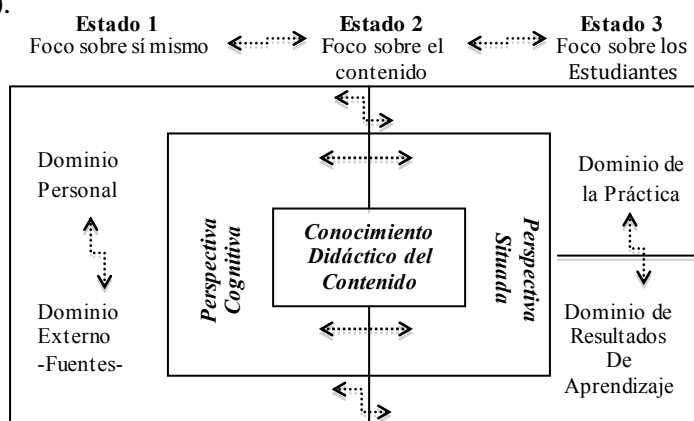 ).
Estado 1
Foco sobre sí mismo
Estado 2
Foco sobre el
contenido
Estado 3
Foco sobre los
Estudiantes
Dominio
Personal
Dominio
Externo
-Fuentes-
Perspectiva
Cognitiva
Conocimiento
Didáctico del
Contenido
Perspectiva
Situada
Dominio de
la Práctica
Dominio de
Resultados
De
Aprendizaje